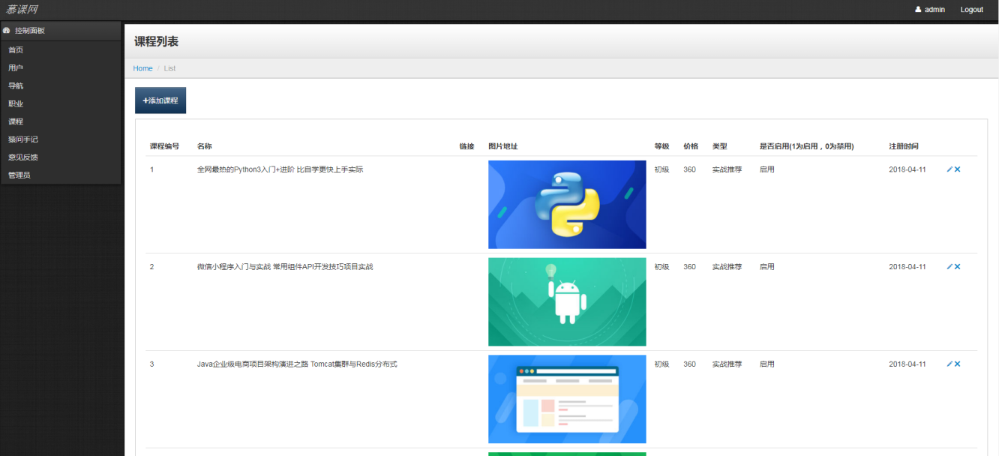 慕课网
admin Logout
控制面板
首页
用户
导航
职业
课程
猿问手记
意见反馈
管理员
课程列表
Home / List
+添加课程
课程编号 名称 链接 图片地址 等级 价格 类型 是否启用(1为启用，0为禁用) 注册时间
1 全网最热的Python3入门+进阶 比自学更快上手实际 初级 360 实战推荐 启用 2018-04-11
2 微信小程序入门与实战 常用组件API开发技巧项目实战 初级 360 实战推荐 启用 2018-04-11
3 Java企业级电商项目架构演进之路 Tomcat集群与Redis分布式 初级 360 实战推荐 启用 2018-04-11